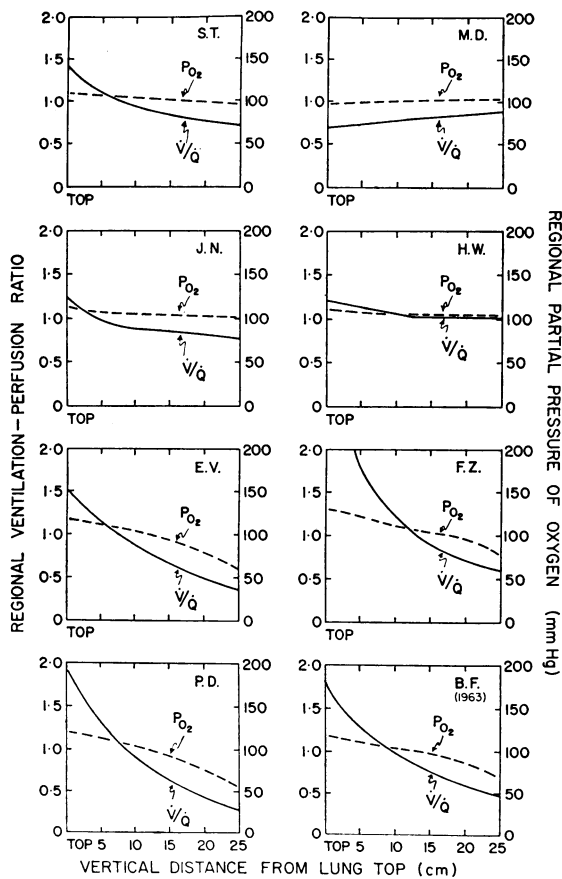 REGIONAL VENTILATION-PERFUSION RATIO
REGIONAL PARTIAL PRESSURE OF OXYGEN (mm Hg)
S.T.
2·0
1·5
1·0
0·5
0
200
150
100
50
0
PO2
V̇/Q̇
TOP
M.D.
2·0
1·5
1·0
0·5
0
200
150
100
50
0
PO2
V̇/Q̇
TOP
J.N.
2·0
1·5
1·0
0·5
0
200
150
100
50
0
PO2
V̇/Q̇
TOP
H.W.
2·0
1·5
1·0
0·5
0
200
150
100
50
0
PO2
V̇/Q̇
TOP
E.V.
2·0
1·5
1·0
0·5
0
200
150
100
50
0
PO2
V̇/Q̇
TOP
F.Z.
2·0
1·5
1·0
0·5
0
200
150
100
50
0
PO2
V̇/Q̇
TOP
P.D.
2·0
1·5
1·0
0·5
0
200
150
100
50
0
PO2
V̇/Q̇
TOP 5 10 15 20 25
B.F.
(1963)
2·0
1·5
1·0
0·5
0
200
150
100
50
0
PO2
V̇/Q̇
TOP 5 10 15 20 25
VERTICAL DISTANCE FROM LUNG TOP (cm)